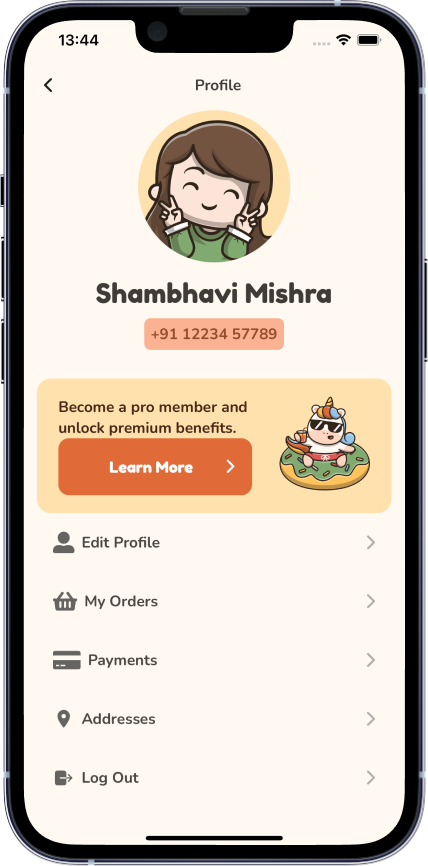 13:44
Profile
Shambhavi Mishra
+91 12234 57789
Become a pro member and
unlock premium benefits.
Learn More
Edit Profile
My Orders
Payments
Addresses
Log Out